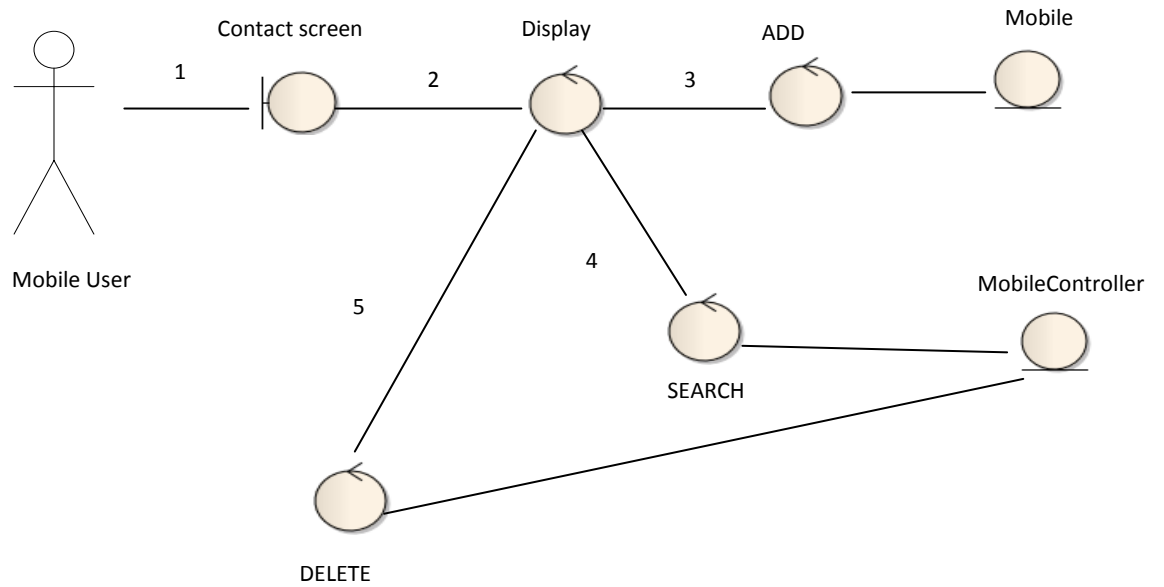 Contact screen
Display
ADD
Mobile
1
2
3
Mobile User
4
MobileController
5
SEARCH
DELETE